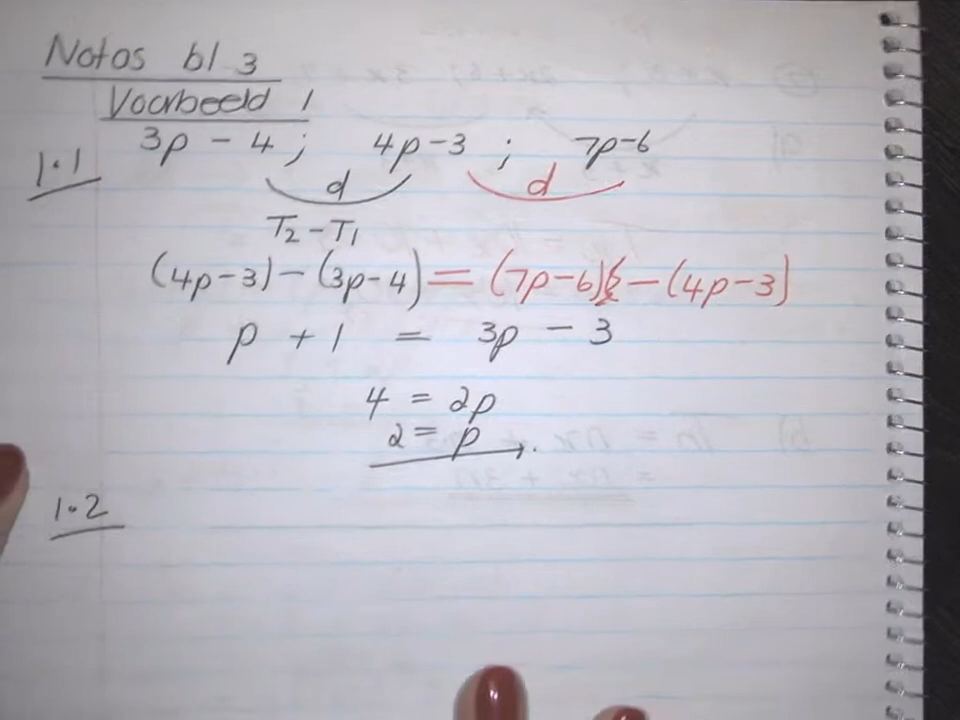 Notas bl 3
Voorbeeld 1
1.1 3p - 4 ; 4p - 3 ; 7p - 6
d d
T2 - T1
(4p - 3) - (3p - 4) = (7p - 6) - (4p - 3)
p + 1 = 3p - 3
4 = 2p
2 = p
1.2